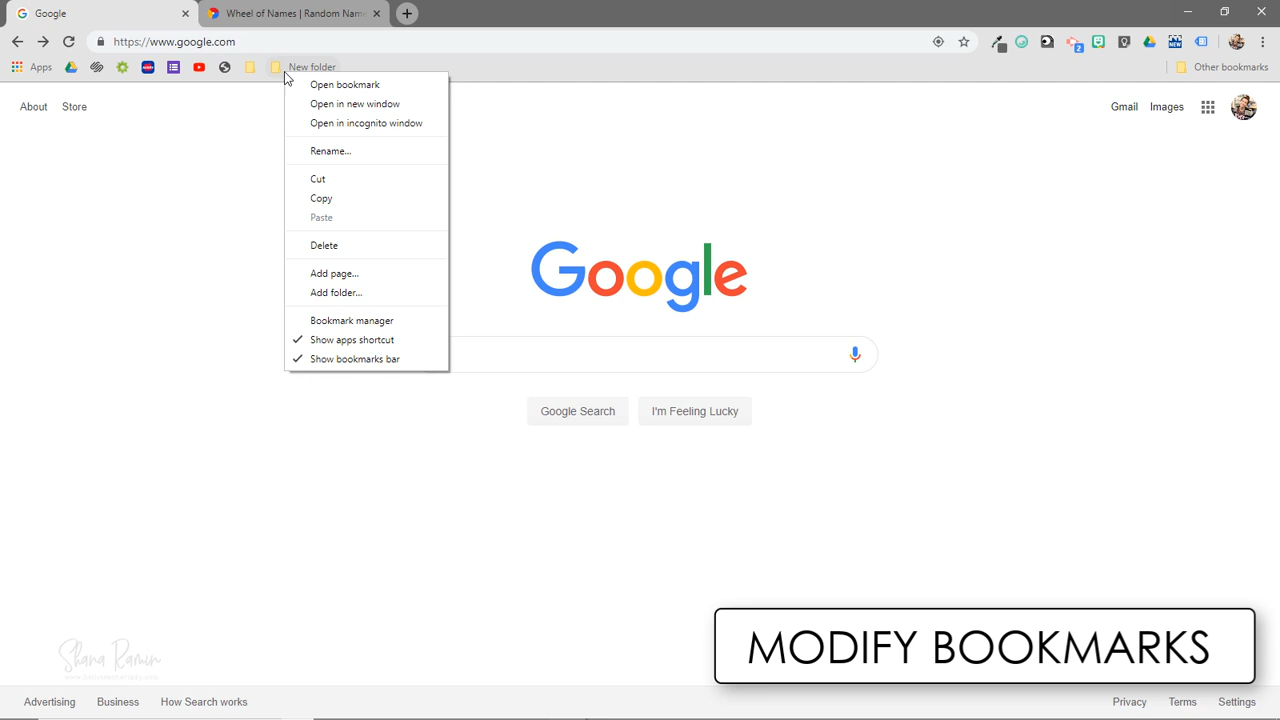 Google
Wheel of Names | Random Name
https://www.google.com
Apps
New folder
Other bookmarks
About Store
Gmail Images
Open bookmark
Open in new window
Open in incognito window
Rename...
Cut
Copy
Paste
Delete
Add page...
Add folder...
Bookmark manager
Show apps shortcut
Show bookmarks bar
Google
Google Search
I'm Feeling Lucky
MODIFY BOOKMARKS
Shana Ramin
Advertising Business How Search works
Privacy Terms Settings